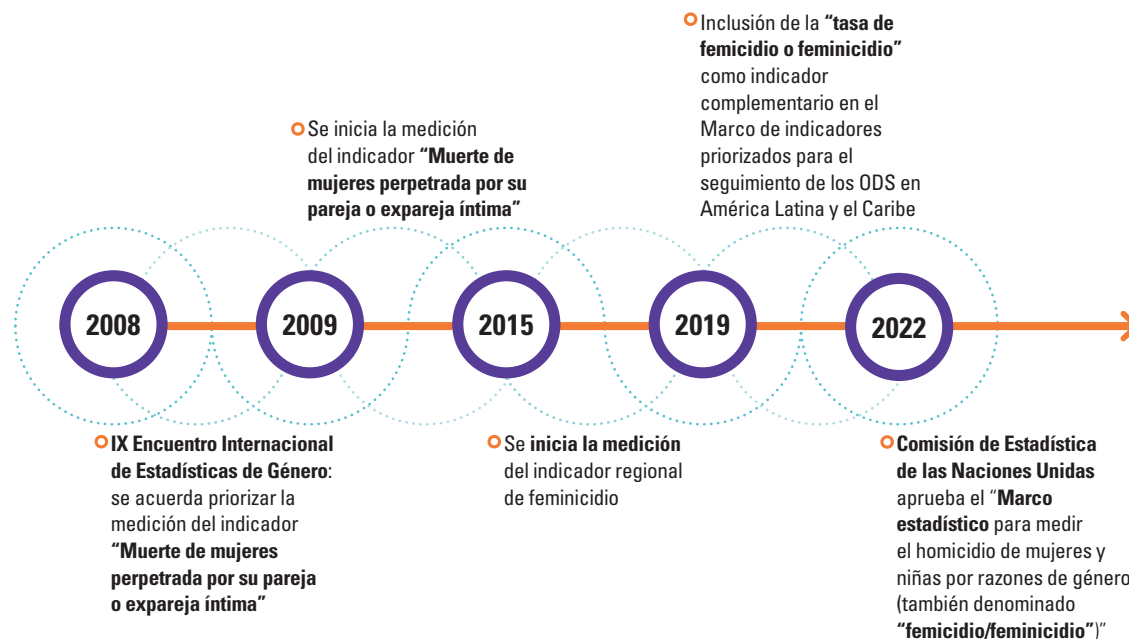 Inclusión de la “tasa de
femicidio o feminicidio”
como indicador
complementario en el
Marco de indicadores
priorizados para el
seguimiento de los ODS en
América Latina y el Caribe
Se inicia la medición
del indicador “Muerte de
mujeres perpetrada por su
pareja o expareja íntima”
2008
2009
2015
2019
2022
IX Encuentro Internacional
de Estadísticas de Género:
se acuerda priorizar la
medición del indicador
“Muerte de mujeres
perpetrada por su pareja
o expareja íntima”
Se inicia la medición
del indicador regional
de feminicidio
Comisión de Estadística
de las Naciones Unidas
aprueba el “Marco
estadístico para medir
el homicidio de mujeres y
niñas por razones de género
(también denominado
“femicidio/feminicidio”)”